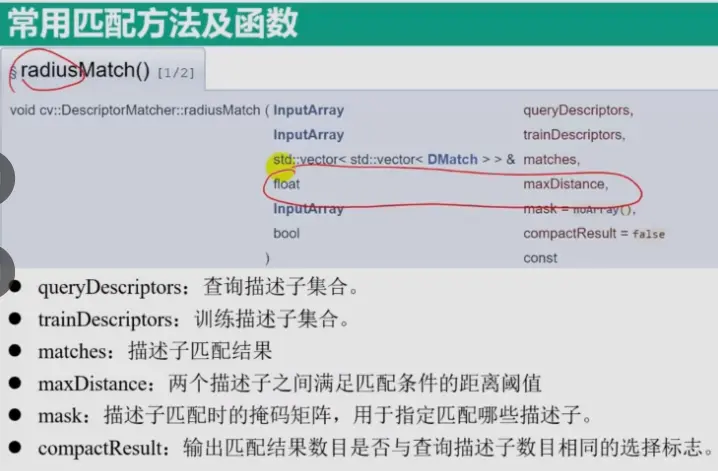 常用匹配方法及函数
§ radiusMatch() [1/2]
void cv::DescriptorMatcher::radiusMatch ( InputArray queryDescriptors,
InputArray trainDescriptors,
std::vector< std::vector< DMatch > > & matches,
float maxDistance,
InputArray mask = noArray(),
bool compactResult = false
) const
● queryDescriptors：查询描述子集合。
● trainDescriptors：训练描述子集合。
● matches：描述子匹配结果
● maxDistance：两个描述子之间满足匹配条件的距离阈值
● mask：描述子匹配时的掩码矩阵，用于指定匹配哪些描述子。
● compactResult：输出匹配结果数目是否与查询描述子数目相同的选择标志。